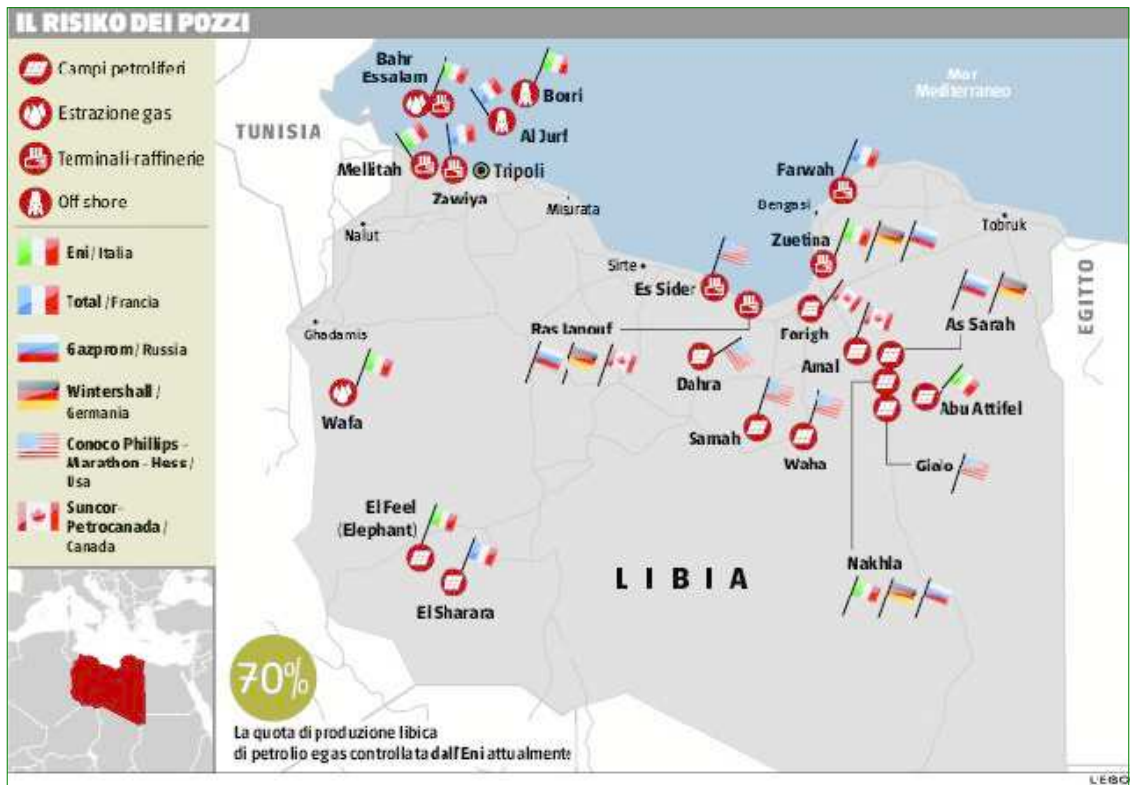 IL RISIKO DEI POZZI
Campi petroliferi
Estrazione gas
Terminali-raffinerie
Off shore
Eni / Italia
Total / Francia
Gazprom / Russia
Wintershall /
Germania
Conoco Phillips -
Marathon - Hess /
Usa
Suncor-
Petrocanada /
Canada
Mar
Mediterraneo
TUNISIA
EGITTO
LIBIA
Bahr
Essalam
Borri
Al Jurf
Mellitah
Zawiya
Tripoli
Misurata
Nalut
Farwah
Bengasi
Tobruk
Zuetina
Sirte
Es Sider
Ras Lanouf
As Sarah
Forigh
Amal
Ghadamis
Dahra
Wafa
Abu Attifel
Samah
Waha
Gialo
El Feel
(Elephant)
El Sharara
Nakhla
70%
La quota di produzione libica
di petrolio e gas controllata dall'Eni attualmente